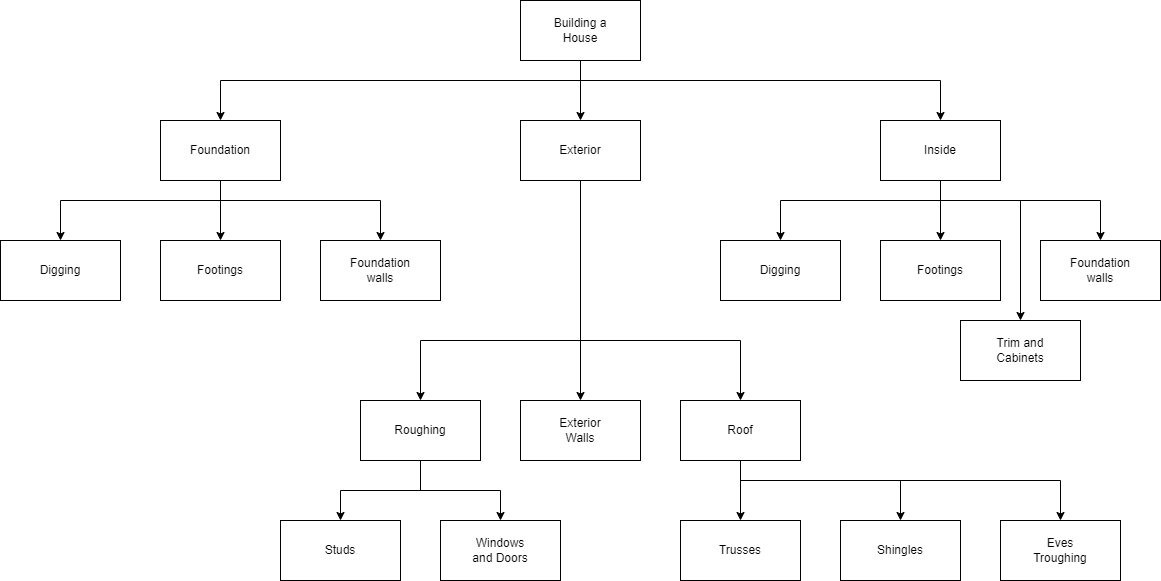 Building a
House
Foundation
Exterior
Inside
Digging
Footings
Foundation
walls
Digging
Footings
Foundation
walls
Trim and
Cabinets
Roughing
Exterior
Walls
Roof
Studs
Windows
and Doors
Trusses
Shingles
Eves
Troughing